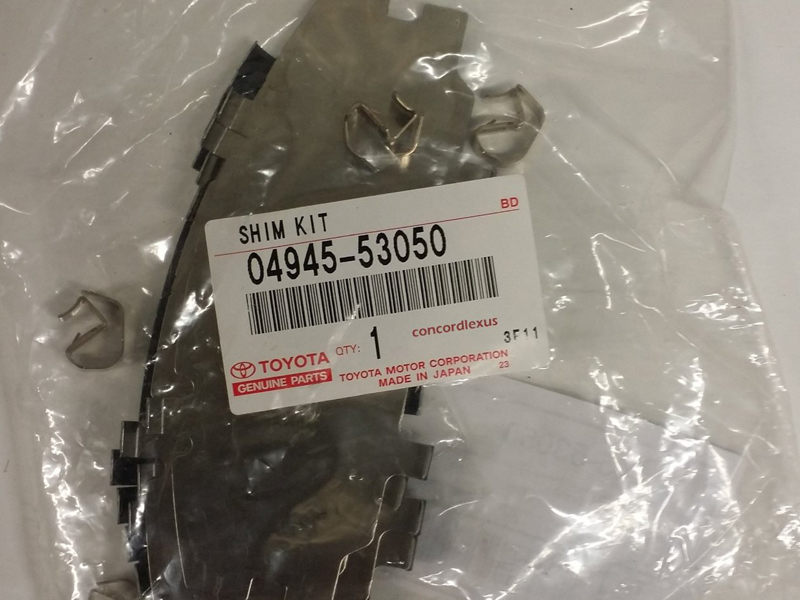 BD
SHIM KIT
04945-53050
QTY: 1
concordlexus
3F11
TOYOTA
GENUINE PARTS
TOYOTA MOTOR CORPORATION
MADE IN JAPAN 23